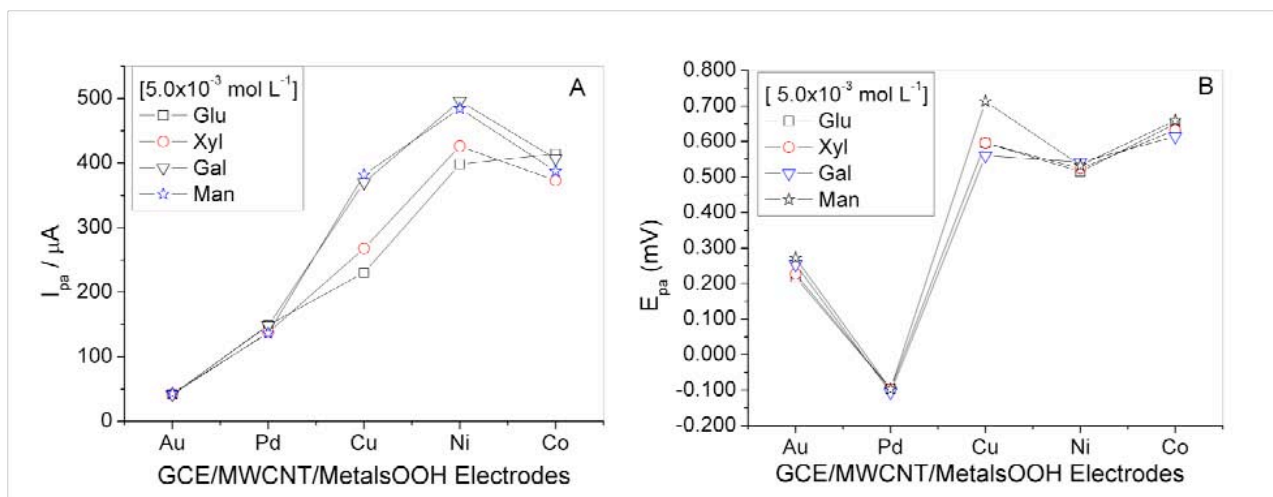 A
[5.0x10⁻³ mol L⁻¹]
Glu
Xyl
Gal
Man
500
400
300
200
100
0
I_pa / μA
Au Pd Cu Ni Co
GCE/MWCNT/MetalsOOH Electrodes
B
[ 5.0x10⁻³ mol L⁻¹]
Glu
Xyl
Gal
Man
0.800
0.700
0.600
0.500
0.400
0.300
0.200
0.100
0.000
-0.100
-0.200
E_pa (mV)
Au Pd Cu Ni Co
GCE/MWCNT/MetalsOOH Electrodes